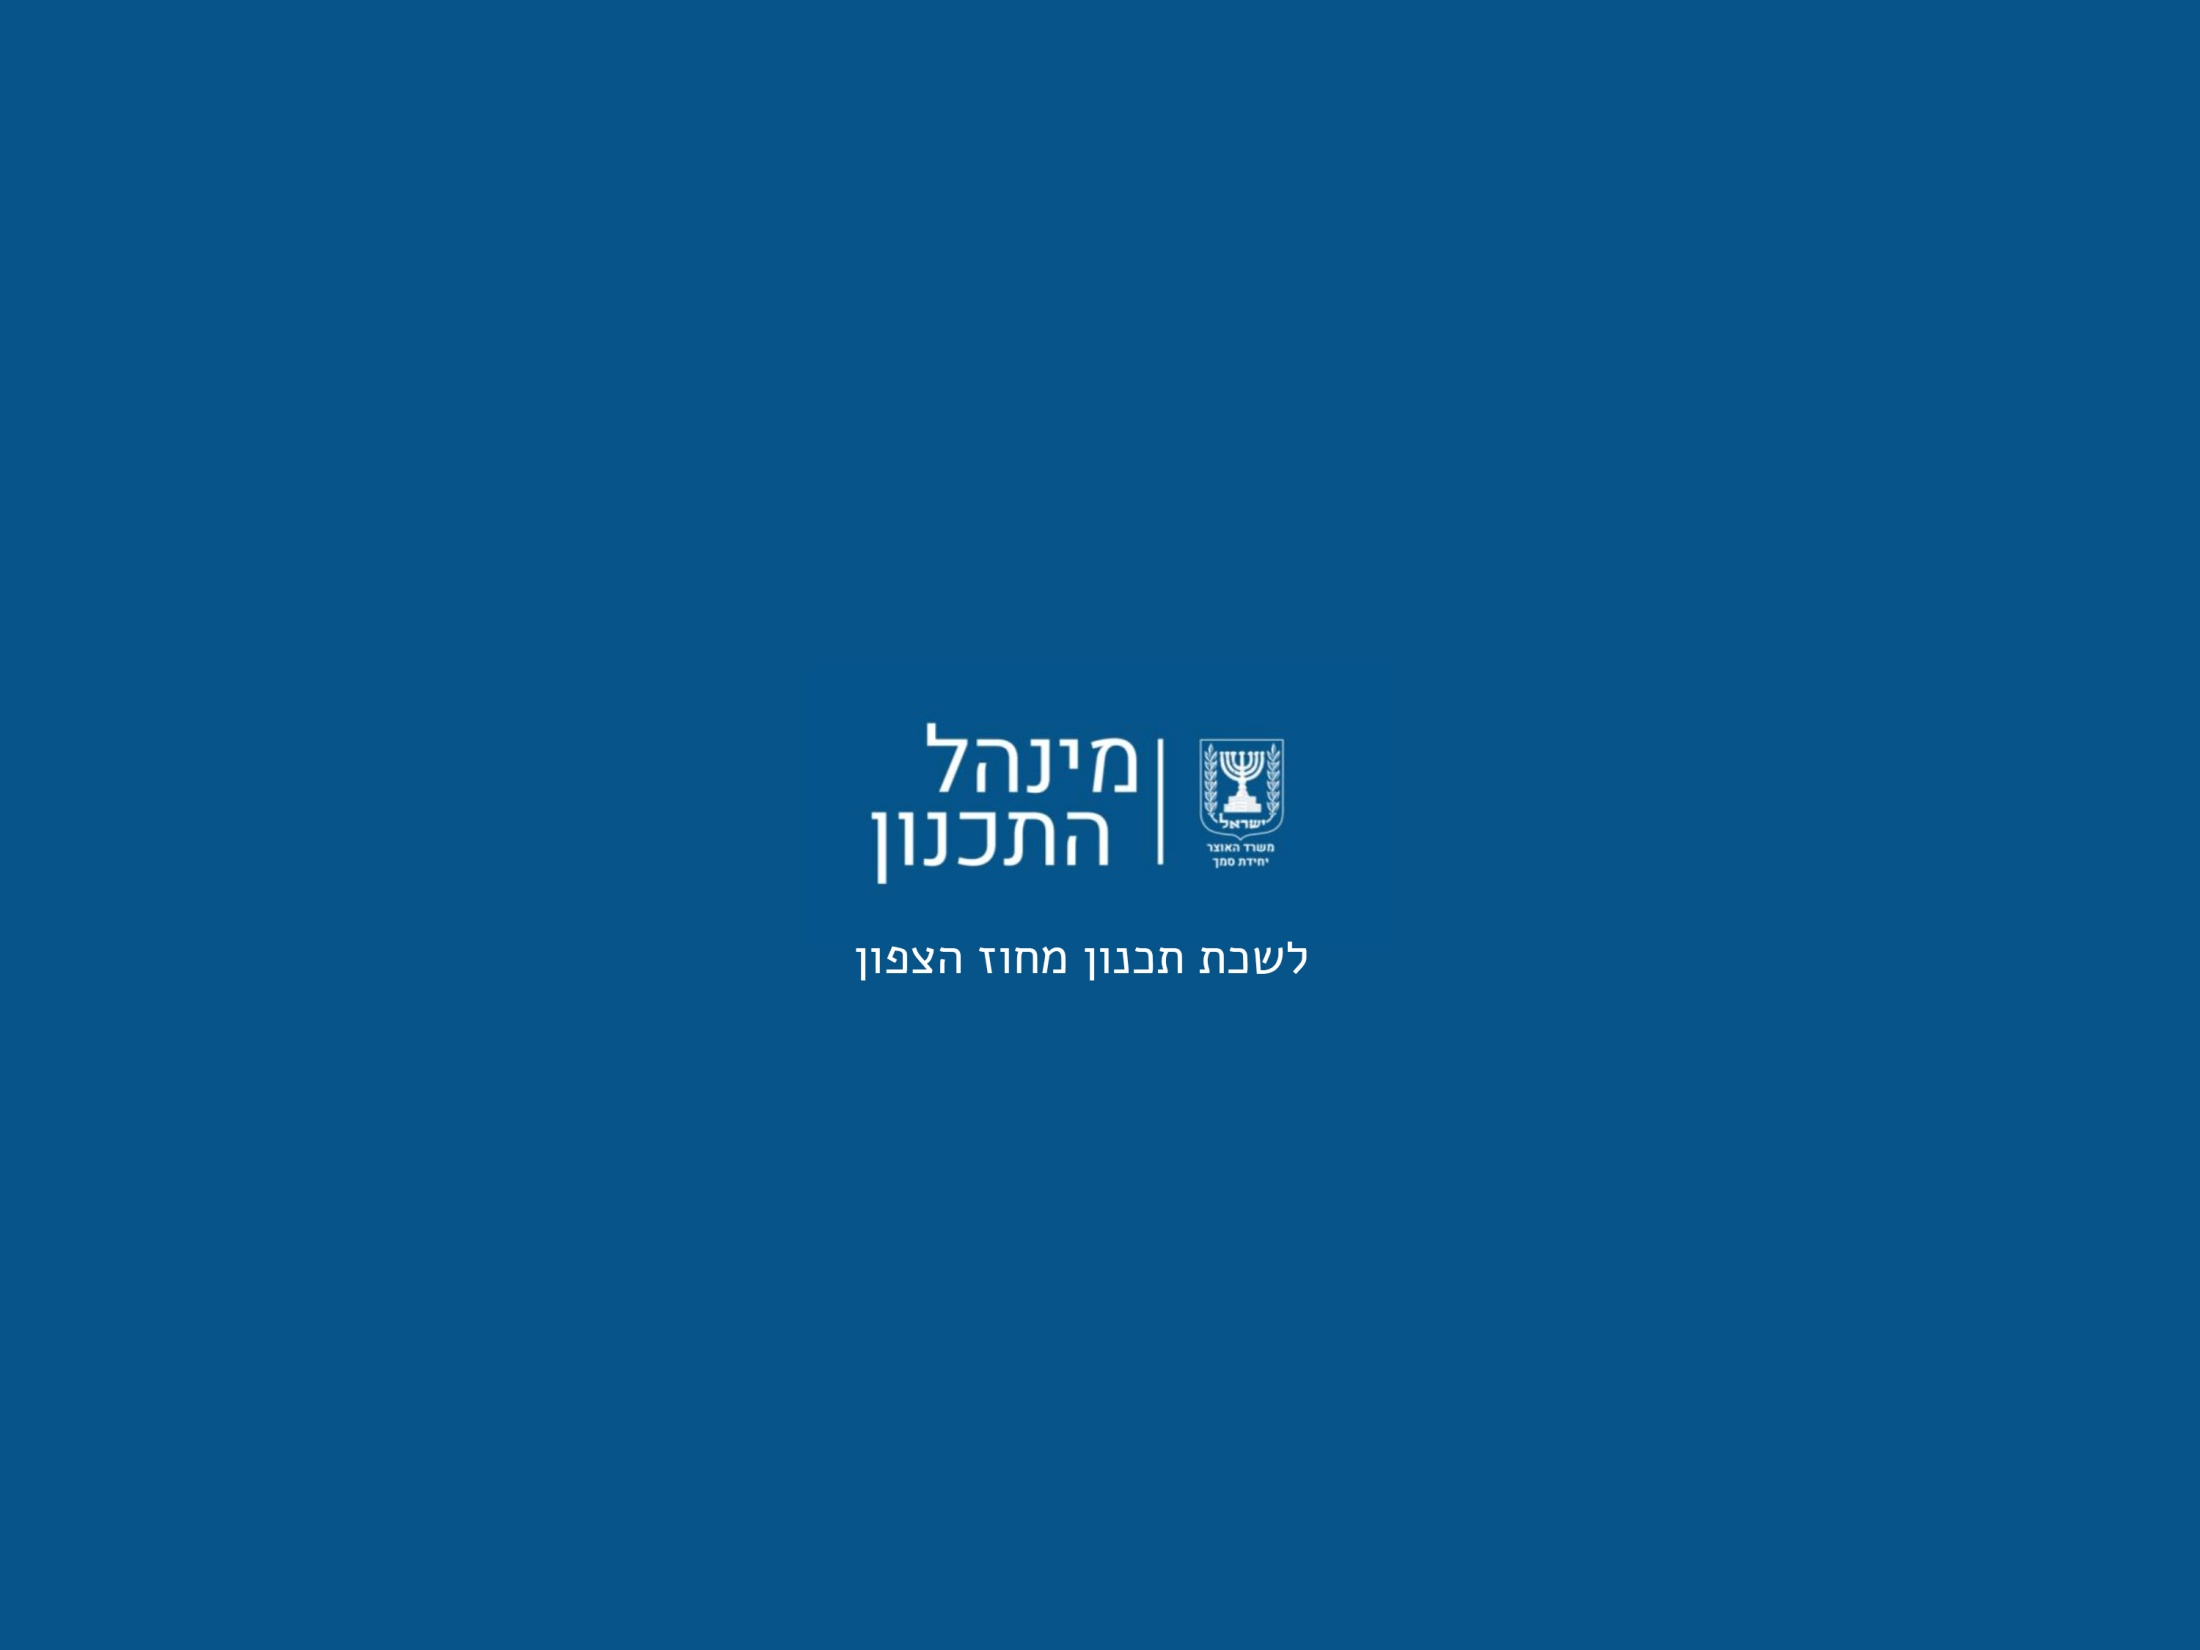 מינהל
התכנון
ישראל
משרד האוצר
יחידת סמך
לשכת תכנון מחוז הצפון